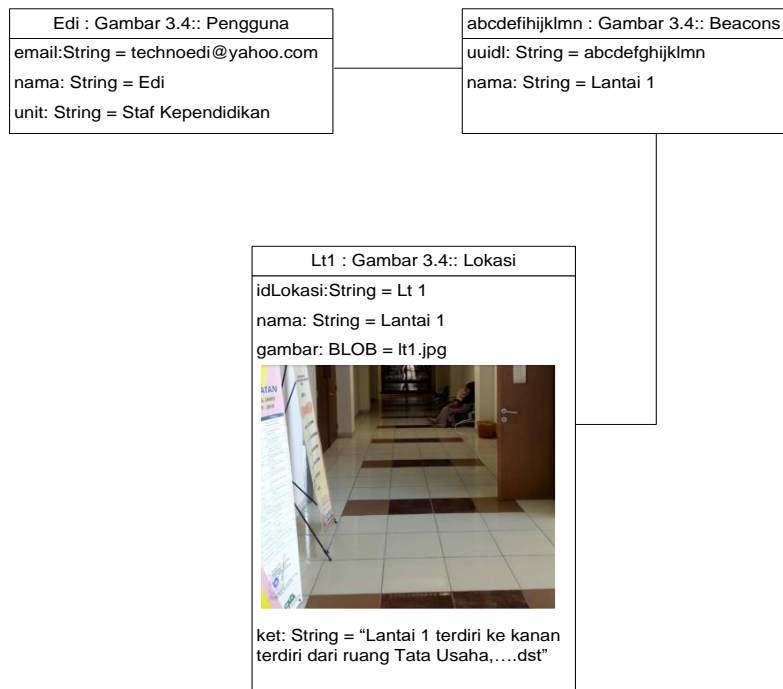 Edi : Gambar 3.4:: Pengguna
email:String = technoedi@yahoo.com
nama: String = Edi
unit: String = Staf Kependidikan
abcdefihijklmn : Gambar 3.4:: Beacons
uuidl: String = abcdefghijklmn
nama: String = Lantai 1
Lt1 : Gambar 3.4:: Lokasi
idLokasi:String = Lt 1
nama: String = Lantai 1
gambar: BLOB = lt1.jpg
ATAN
ket: String = “Lantai 1 terdiri ke kanan
terdiri dari ruang Tata Usaha,….dst”